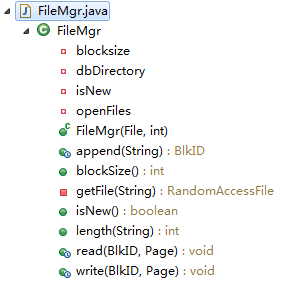 FileMgr.java
FileMgr
blocksize
dbDirectory
isNew
openFiles
FileMgr(File, int)
append(String) : BlkID
blockSize() : int
getFile(String) : RandomAccessFile
isNew() : boolean
length(String) : int
read(BlkID, Page) : void
write(BlkID, Page) : void